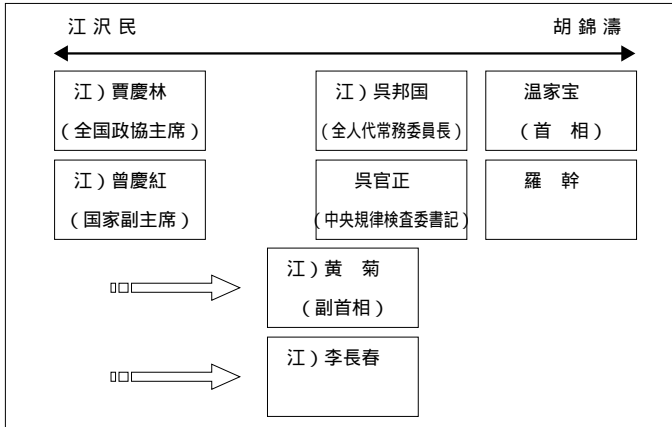 江沢民 胡錦濤
江）賈慶林 江）呉邦国 温家宝
（全国政協主席） （全人代常務委員長） （首　相）
江）曾慶紅 呉官正 羅　幹
（国家副主席） （中央規律検査委書記）
江）黄　菊
（副首相）
江）李長春